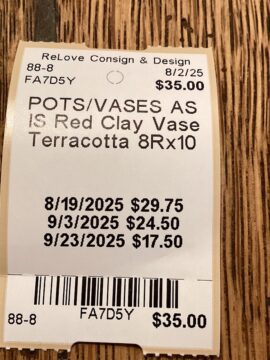 ReLove Consign & Design
88-8 8/2/25
FA7D5Y $35.00
POTS/VASES AS
IS Red Clay Vase
Terracotta 8Rx10
8/19/2025 $29.75
9/3/2025 $24.50
9/23/2025 $17.50
FA7D5Y
88-8 $35.00